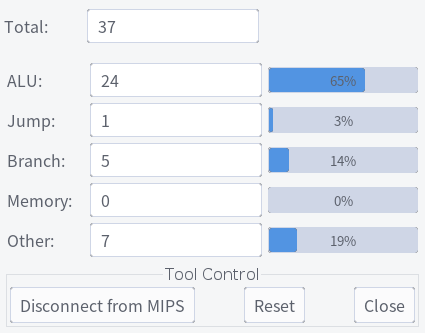 Total: 37
ALU: 24 65%
Jump: 1 3%
Branch: 5 14%
Memory: 0 0%
Other: 7 19%
Tool Control
Disconnect from MIPS Reset Close